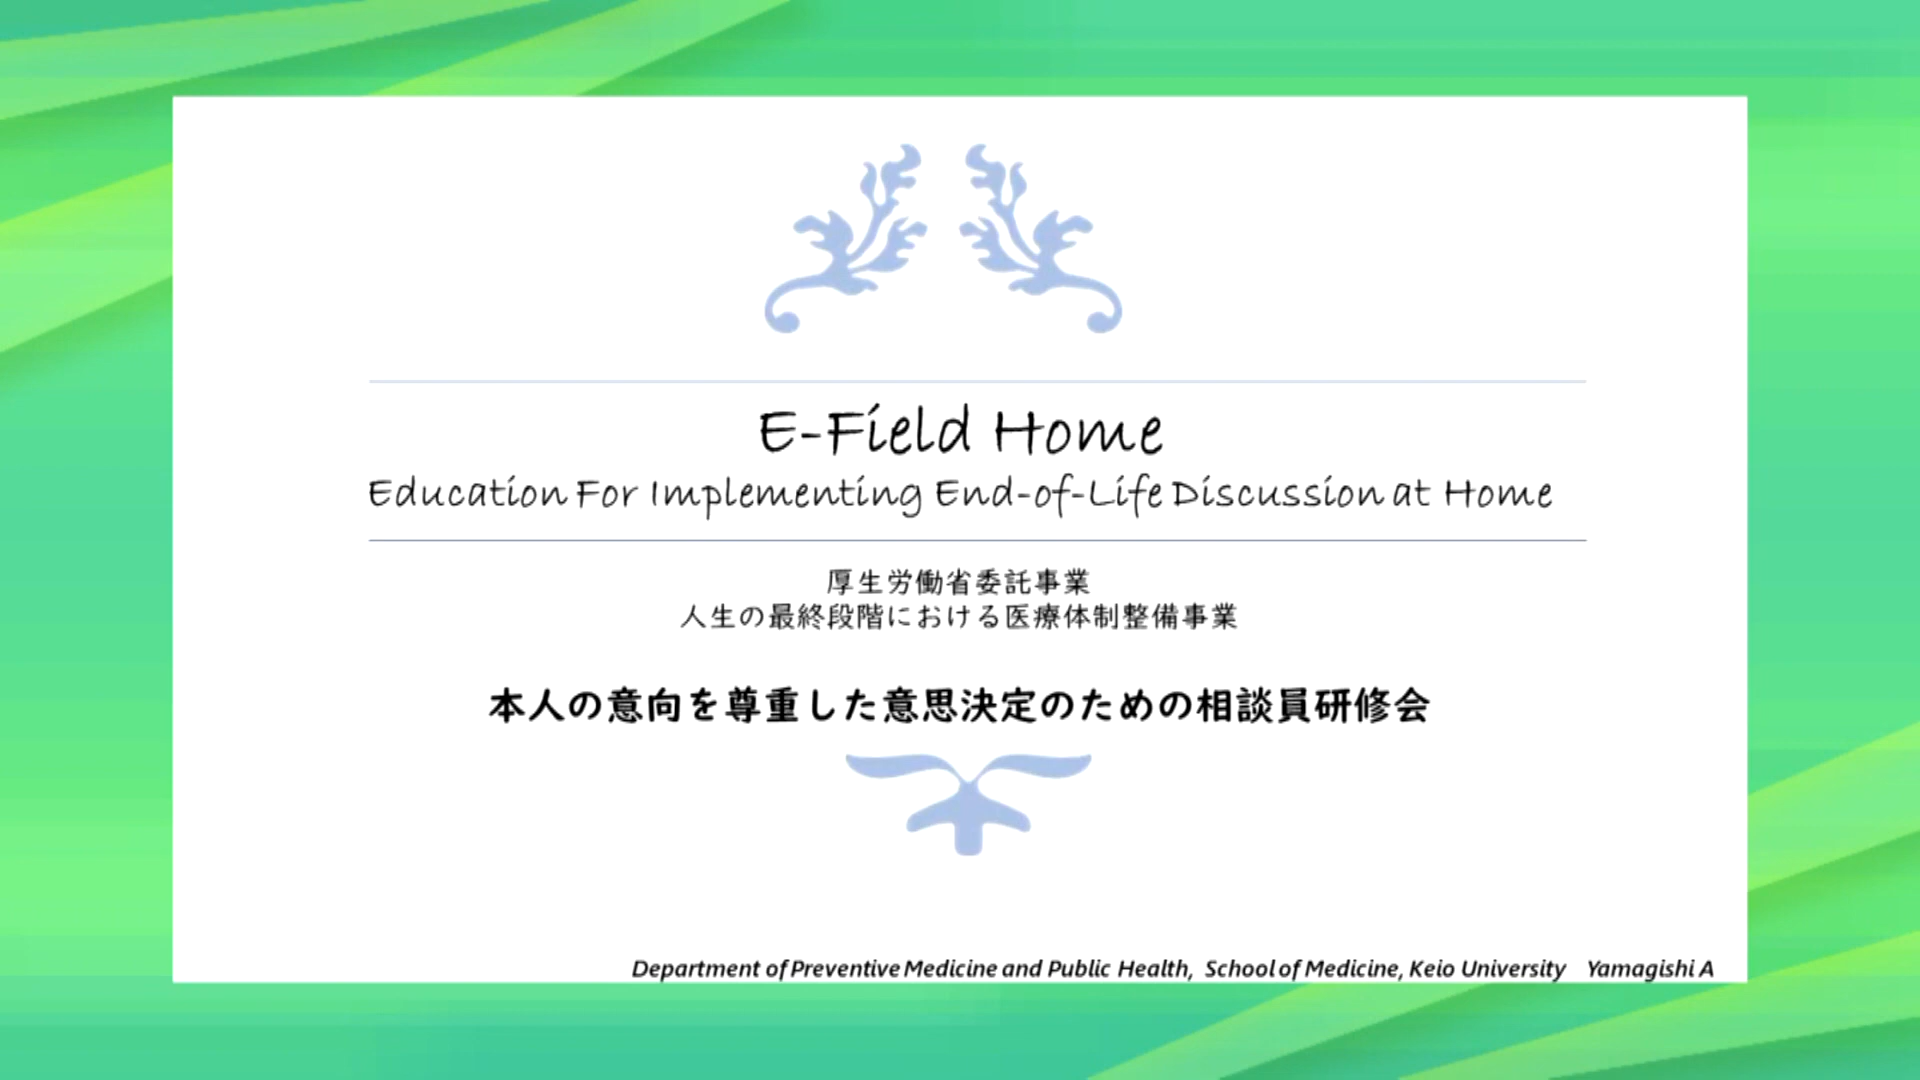 E-Field Home
Education For Implementing End-of-Life Discussion at Home
厚生労働省委託事業
人生の最終段階における医療体制整備事業
本人の意向を尊重した意思決定のための相談員研修会
Department of Preventive Medicine and Public Health, School of Medicine, Keio University Yamagishi A